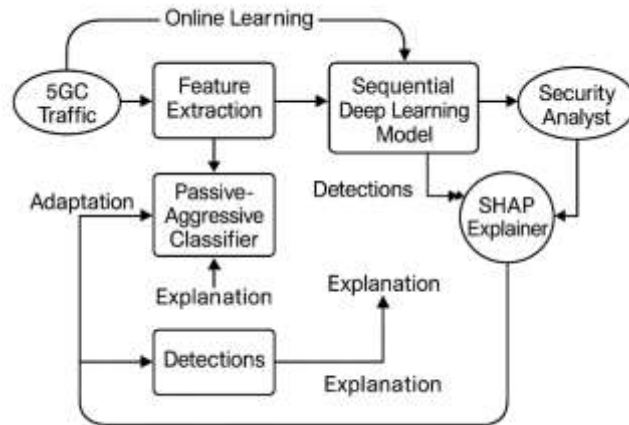 Online Learning
5GC
Traffic
Feature
Extraction
Sequential
Deep Learning
Model
Security
Analyst
Adaptation
Passive-
Aggressive
Classifier
Detections
SHAP
Explainer
Explanation
Explanation
Detections
Explanation